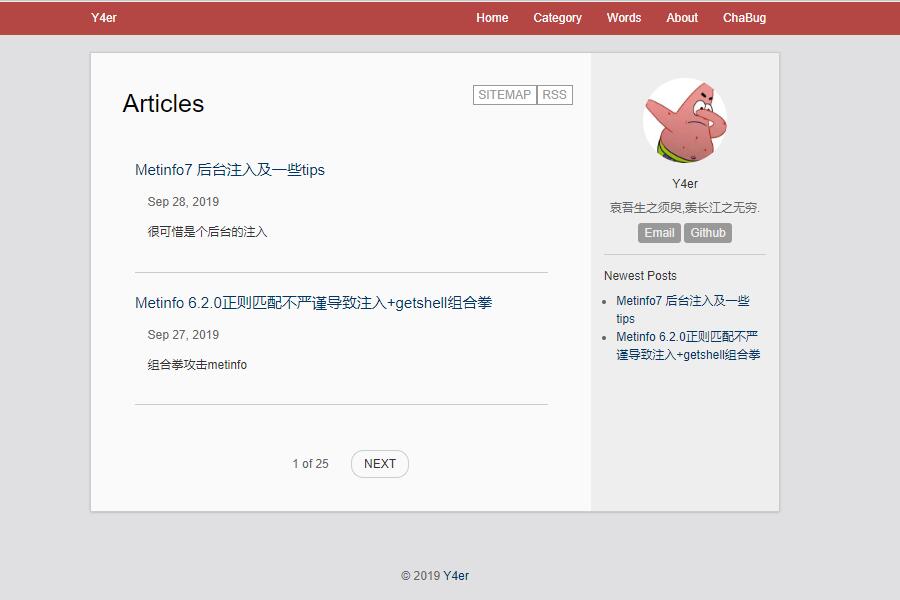 Y4er Home Category Words About ChaBug
Articles
SITEMAP RSS
Metinfo7 后台注入及一些tips
Sep 28, 2019
很可惜是个后台的注入
Metinfo 6.2.0正则匹配不严谨导致注入+getshell组合拳
Sep 27, 2019
组合拳攻击metinfo
1 of 25 NEXT
Y4er
哀吾生之须臾,羡长江之无穷.
Email Github
Newest Posts
Metinfo7 后台注入及一些
tips
Metinfo 6.2.0正则匹配不严
谨导致注入+getshell组合拳
© 2019 Y4er